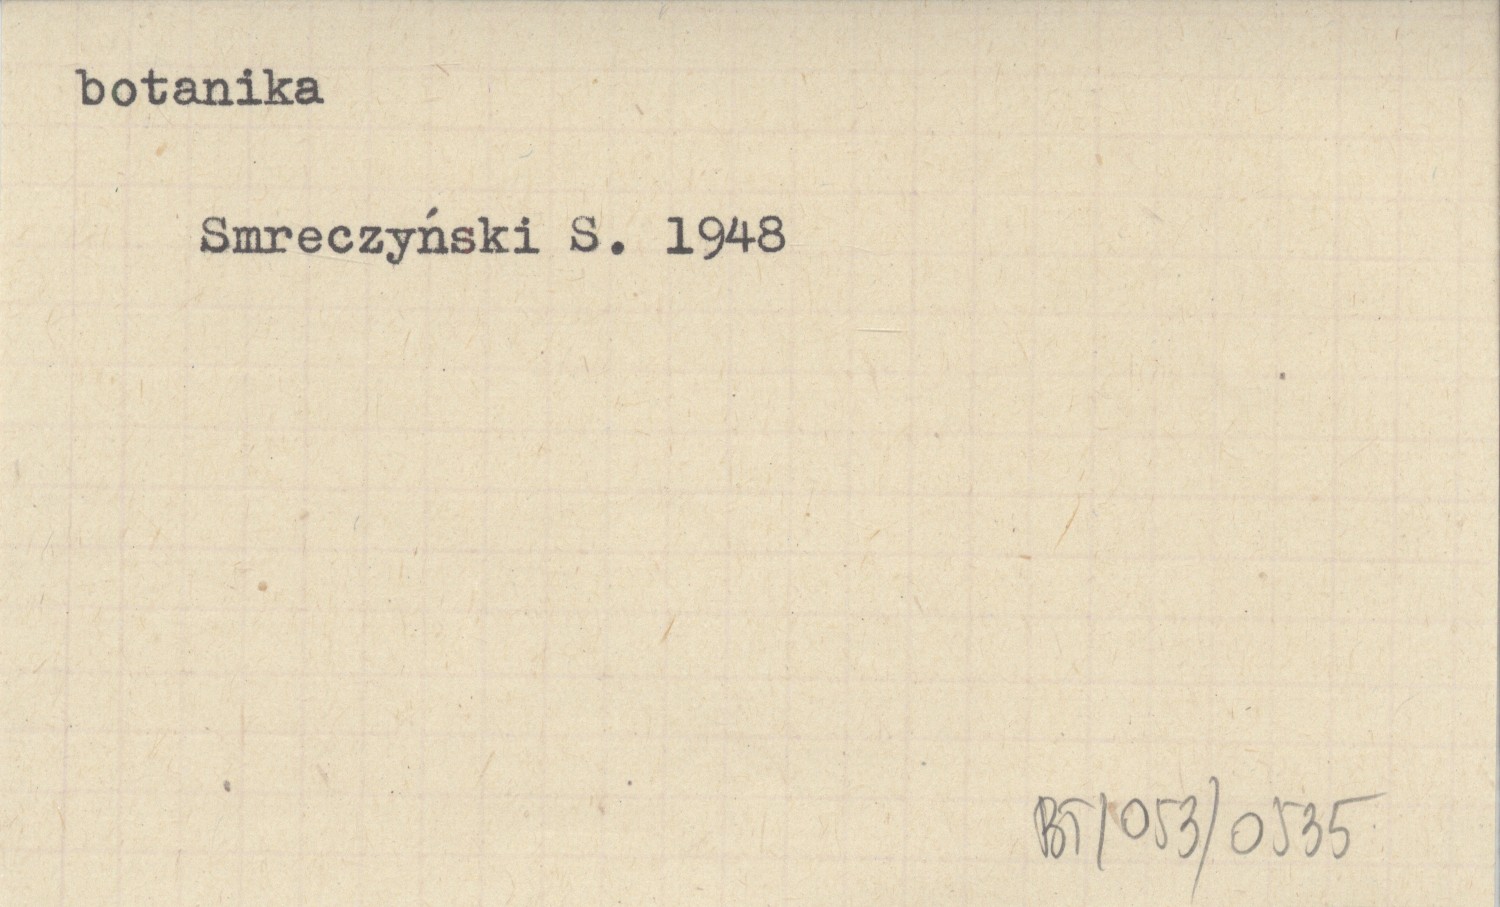 botanika
Smreczyński S. 1948
BT/053/0535